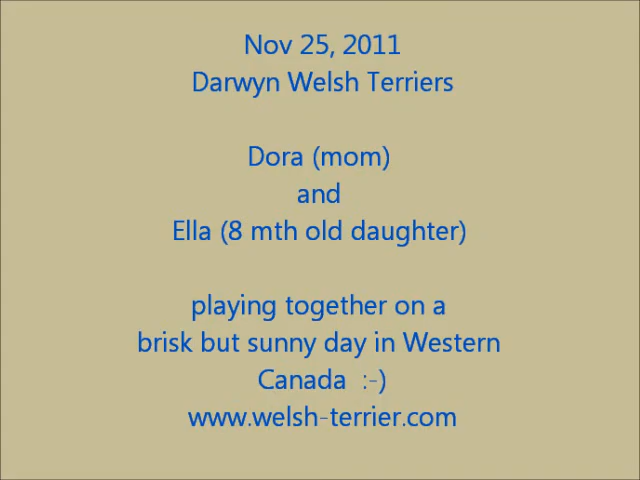 Nov 25, 2011
Darwyn Welsh Terriers
Dora (mom)
and
Ella (8 mth old daughter)
playing together on a
brisk but sunny day in Western
Canada  :-)
www.welsh-terrier.com